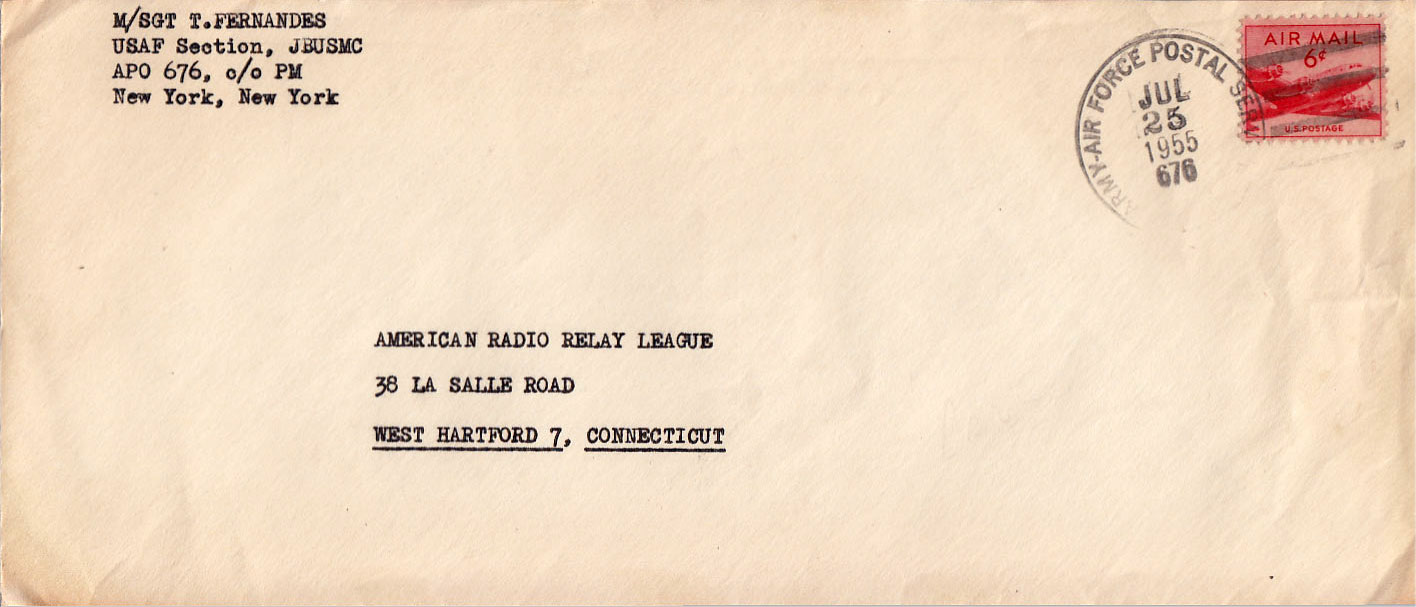 M/SGT T.FERNANDES
USAF Section, JBUSMC
APO 676, c/o PM
New York, New York
ARMY-AIR FORCE POSTAL
JUL
25
1955
676
AIR MAIL
6¢
U.S.POSTAGE
AMERICAN RADIO RELAY LEAGUE
38 LA SALLE ROAD
WEST HARTFORD 7, CONNECTICUT